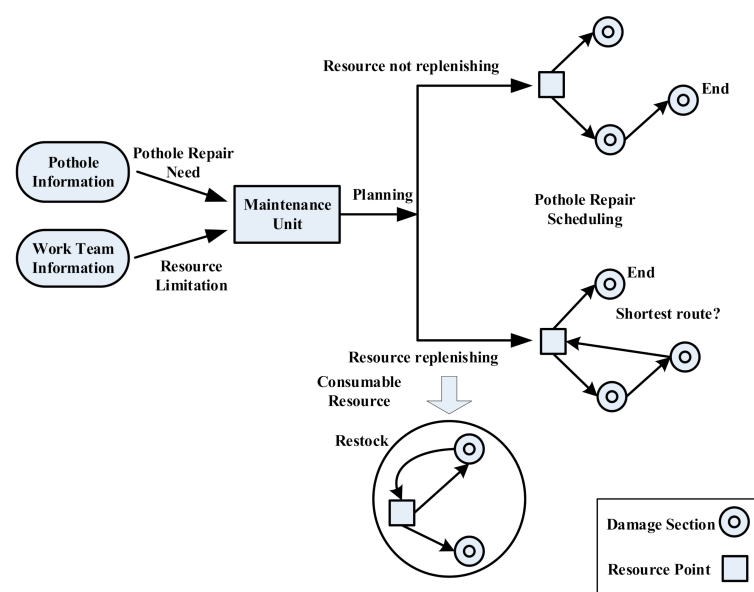 Resource not replenishing
End
Pothole
Information
Pothole Repair
Need
Maintenance
Unit
Planning
Pothole Repair
Scheduling
Work Team
Information
Resource
Limitation
End
Shortest route?
Resource replenishing
Consumable
Resource
Restock
Damage Section
Resource Point